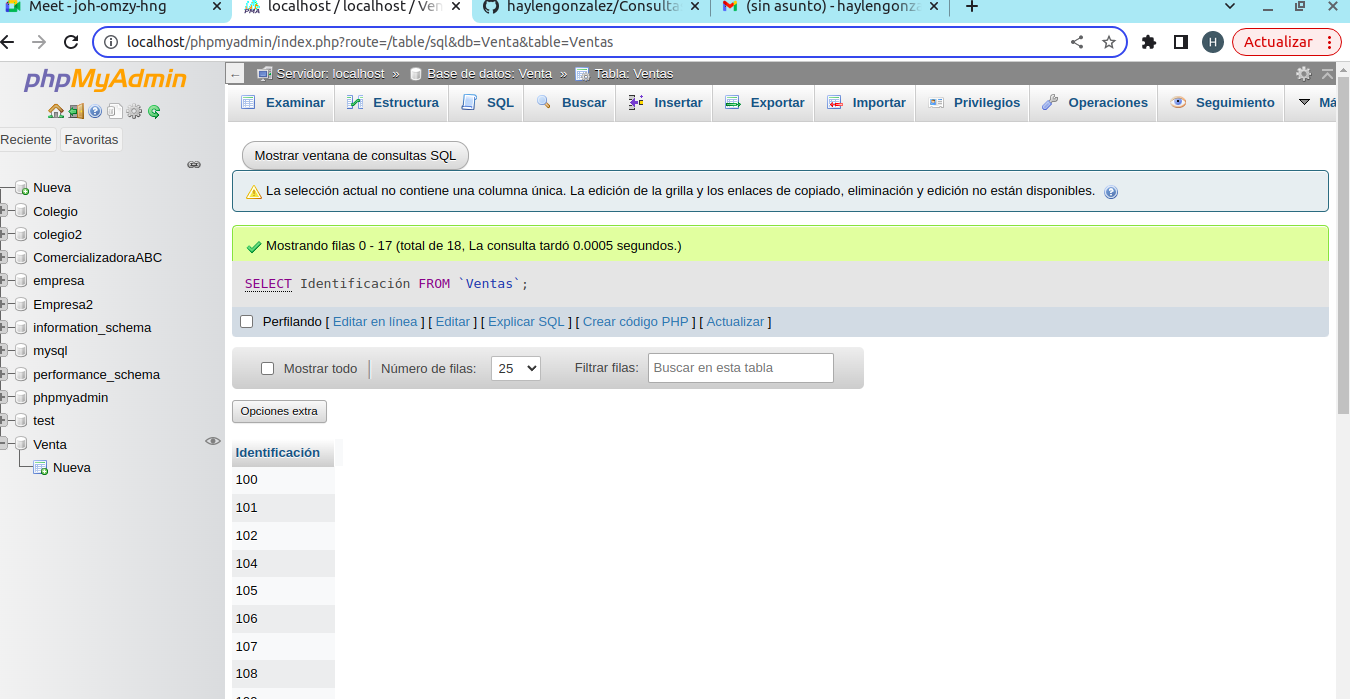 Meet - joh-omzy-hng
localhost / localhost / Ven
haylengonzalez/Consulta
(sin asunto) - haylengonza
localhost/phpmyadmin/index.php?route=/table/sql&db=Venta&table=Ventas
H
Actualizar
phpMyAdmin
Reciente
Favoritas
Nueva
Colegio
colegio2
ComercializadoraABC
empresa
Empresa2
information_schema
mysql
performance_schema
phpmyadmin
test
Venta
Nueva
Servidor: localhost » Base de datos: Venta » Tabla: Ventas
Examinar Estructura SQL Buscar Insertar Exportar Importar Privilegios Operaciones Seguimiento Má
Mostrar ventana de consultas SQL
La selección actual no contiene una columna única. La edición de la grilla y los enlaces de copiado, eliminación y edición no están disponibles.
Mostrando filas 0 - 17 (total de 18, La consulta tardó 0.0005 segundos.)
SELECT Identificación FROM `Ventas`;
Perfilando [ Editar en línea ] [ Editar ] [ Explicar SQL ] [ Crear código PHP ] [ Actualizar ]
Mostrar todo | Número de filas: 25 Filtrar filas: Buscar en esta tabla
Opciones extra
Identificación
100
101
102
104
105
106
107
108